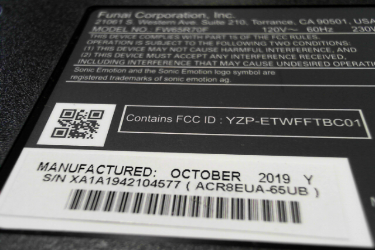 Funai Corporation, Inc.
21061 S. Western Ave. Suite 210, Torrance, CA 90501, USA
MODEL NO.: FW65R70F 120V~ 60Hz 230W
THIS DEVICE COMPLIES WITH PART 15 OF THE FCC RULES.
OPERATION IS SUBJECT TO THE FOLLOWING TWO CONDITIONS:
(1) THIS DEVICE MAY NOT CAUSE HARMFUL INTERFERENCE, AND
(2) THIS DEVICE MUST ACCEPT ANY INTERFERENCE RECEIVED,
INCLUDING INTERFERENCE THAT MAY CAUSE UNDESIRED OPERATION
Sonic Emotion and the Sonic Emotion logo symbol are
registered trademarks of sonic emotion ag.
Contains FCC ID : YZP-ETWFFTBC01
MANUFACTURED: OCTOBER 2019 Y
S/N XA1A1942104577 ( ACR8EUA-65UB )